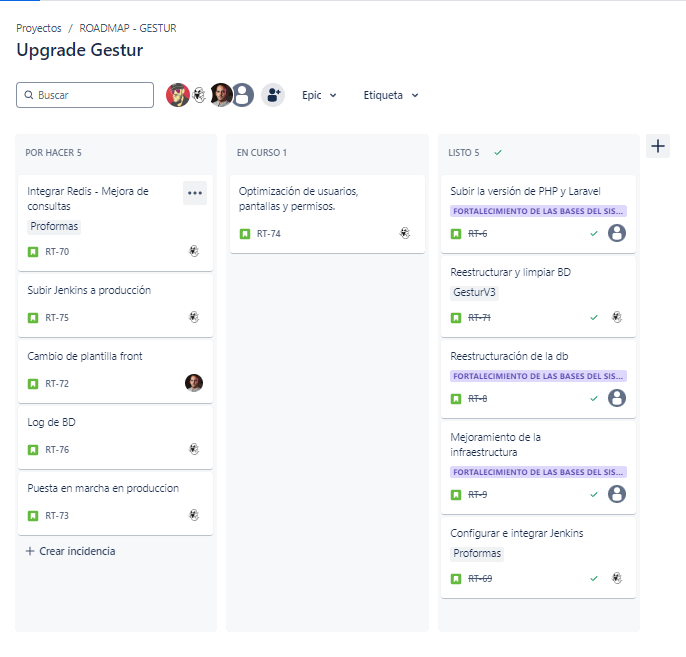 Proyectos / ROADMAP - GESTUR
Upgrade Gestur
Buscar
Epic
Etiqueta
POR HACER 5
Integrar Redis - Mejora de
consultas
Proformas
RT-70
Subir Jenkins a producción
RT-75
Cambio de plantilla front
RT-72
Log de BD
RT-76
Puesta en marcha en produccion
RT-73
+ Crear incidencia
EN CURSO 1
Optimización de usuarios,
pantallas y permisos.
RT-74
LISTO 5
Subir la versión de PHP y Laravel
FORTALECIMIENTO DE LAS BASES DEL SIS...
RT-6
Reestructurar y limpiar BD
GesturV3
RT-71
Reestructuración de la db
FORTALECIMIENTO DE LAS BASES DEL SIS...
RT-8
Mejoramiento de la
infraestructura
FORTALECIMIENTO DE LAS BASES DEL SIS...
RT-9
Configurar e integrar Jenkins
Proformas
RT-69